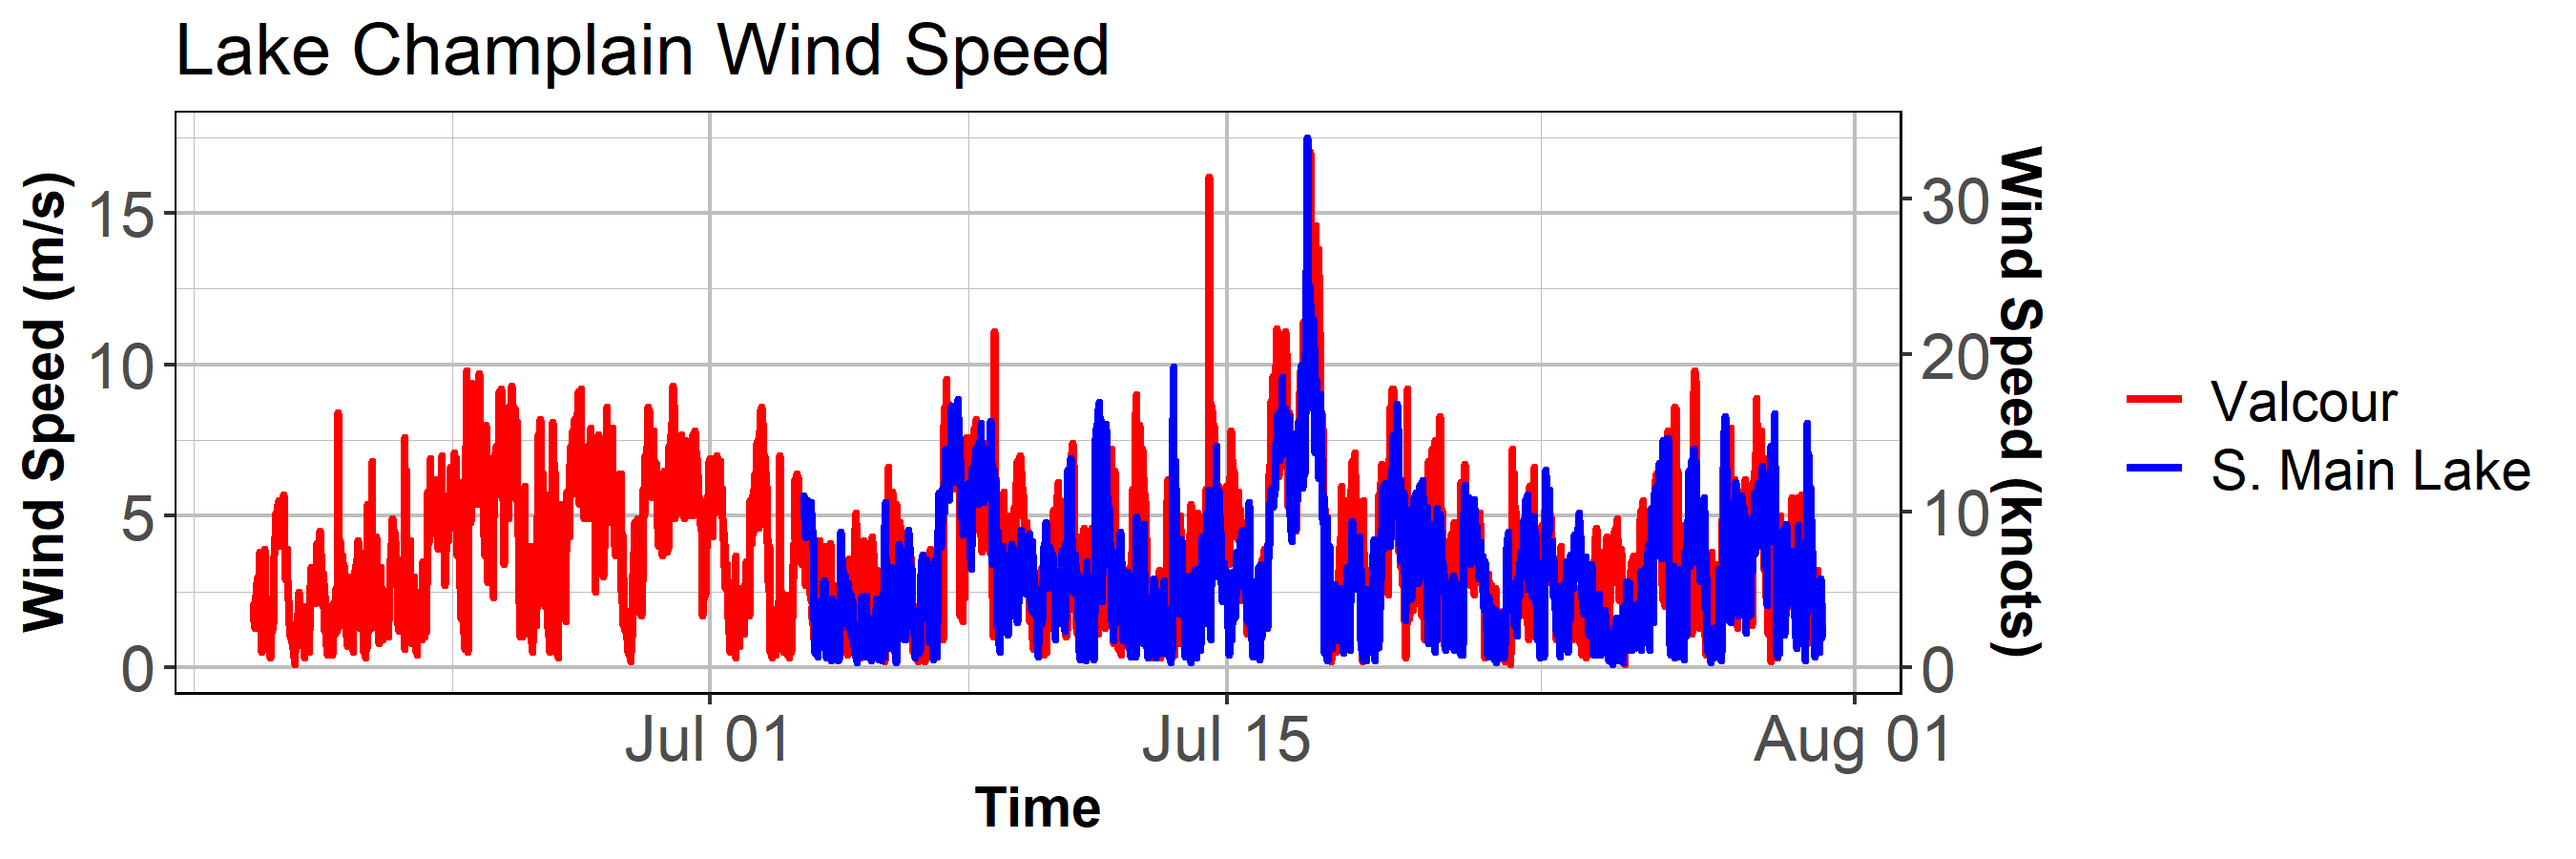 Lake Champlain Wind Speed
Wind Speed (m/s)
15
10
5
0
30
20
10
0
Wind Speed (knots)
Jul 01
Jul 15
Aug 01
Time
Valcour
S. Main Lake